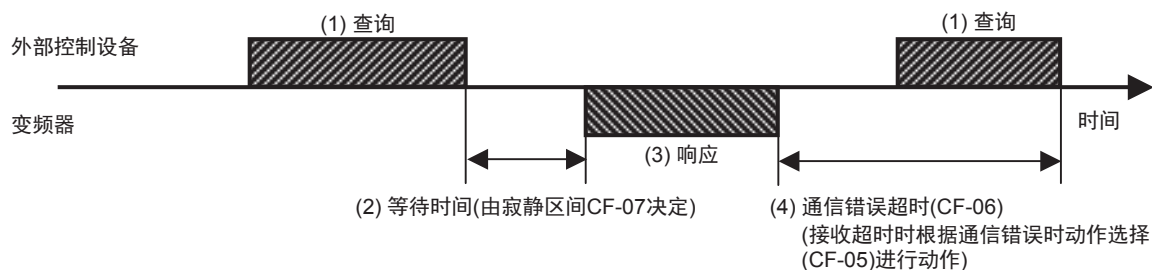 (1) 查询
(1) 查询
外部控制设备
变频器
时间
(3) 响应
(2) 等待时间(由寂静区间CF-07决定)
(4) 通信错误超时(CF-06)
(接收超时时根据通信错误时动作选择
(CF-05)进行动作)